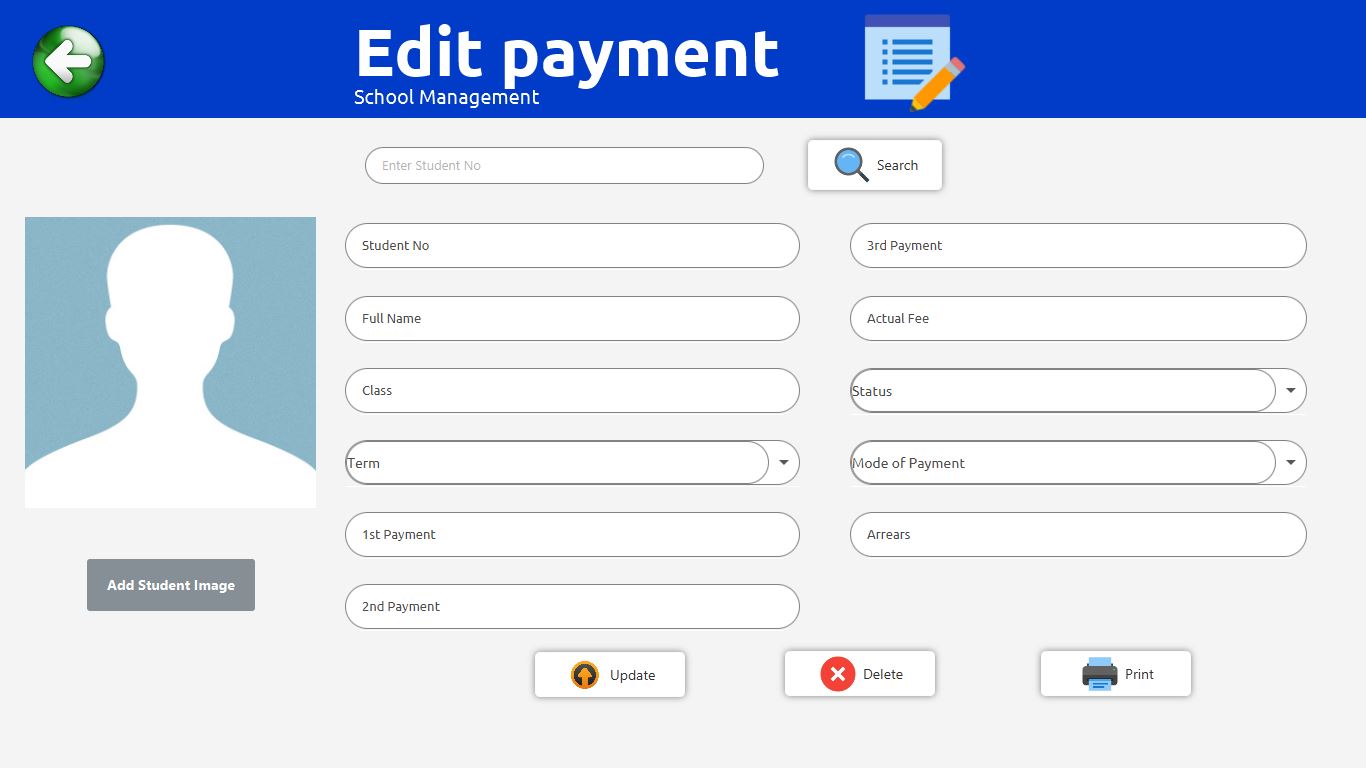 Edit payment
School Management
Enter Student No
Search
Student No
3rd Payment
Full Name
Actual Fee
Class
Status
Term
Mode of Payment
1st Payment
Arrears
Add Student Image
2nd Payment
Update
Delete
Print